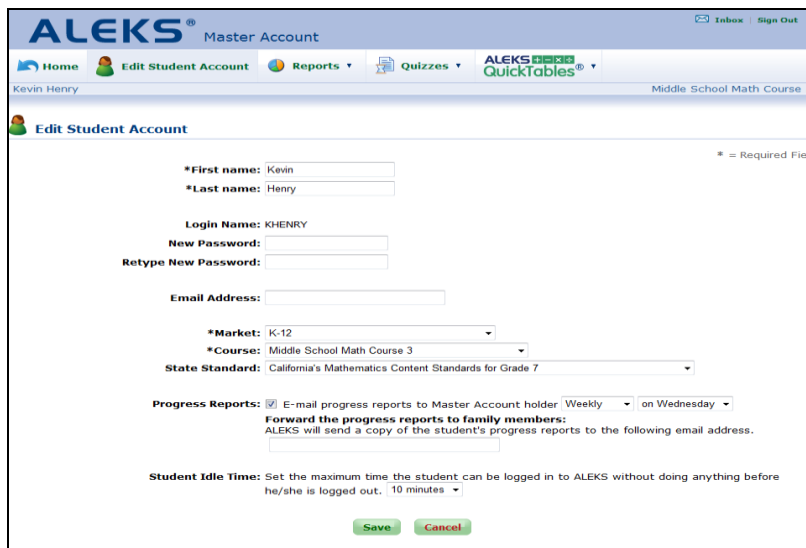 ALEKS® Master Account
Inbox | Sign Out
Home Edit Student Account Reports ▾ Quizzes ▾ ALEKS QuickTables® ▾
Kevin Henry Middle School Math Course
Edit Student Account
* = Required Fie
*First name: Kevin
*Last name: Henry
Login Name: KHENRY
New Password:
Retype New Password:
Email Address:
*Market: K-12
*Course: Middle School Math Course 3
State Standard: California's Mathematics Content Standards for Grade 7
Progress Reports: E-mail progress reports to Master Account holder Weekly on Wednesday
Forward the progress reports to family members:
ALEKS will send a copy of the student's progress reports to the following email address.
Student Idle Time: Set the maximum time the student can be logged in to ALEKS without doing anything before
he/she is logged out. 10 minutes
Save Cancel